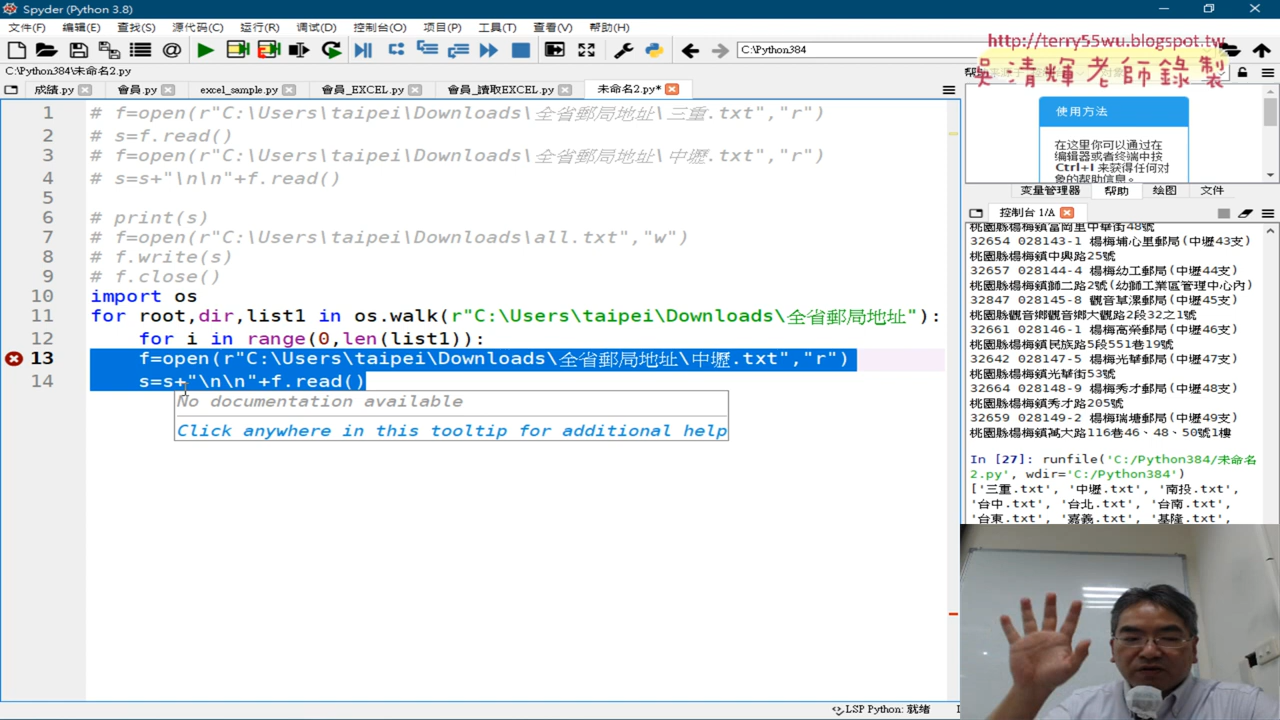 Spyder (Python 3.8)
文件(F) 编辑(E) 查找(S) 源代码(C) 运行(R) 调试(D) 控制台(O) 项目(P) 工具(T) 查看(V) 帮助(H)
C:\Python384
http://terry55wu.blogspot.tw
吳清輝老師錄製
C:\Python384\未命名2.py
成績.py 會員.py excel_sample.py 會員_EXCEL.py 會員_讀取EXCEL.py 未命名2.py*
1 # f=open(r"C:\Users\taipei\Downloads\全省郵局地址\三重.txt","r")
2 # s=f.read()
3 # f=open(r"C:\Users\taipei\Downloads\全省郵局地址\中壢.txt","r")
4 # s=s+"\n\n"+f.read()
5
6 # print(s)
7 # f=open(r"C:\Users\taipei\Downloads\all.txt","w")
8 # f.write(s)
9 # f.close()
10 import os
11 for root,dir,list1 in os.walk(r"C:\Users\taipei\Downloads\全省郵局地址"):
12 for i in range(0,len(list1)):
13 f=open(r"C:\Users\taipei\Downloads\全省郵局地址\中壢.txt","r")
14 s=s+"\n\n"+f.read()
No documentation available
Click anywhere in this tooltip for additional help
使用方法
在这里你可以通过在
编辑器或者终端中按
Ctrl+I 来获得任何对
象的帮助信息。
变量管理器 帮助 绘图 文件
控制台 1/A
桃園縣楊梅鎮富岡里中華街48號
32654 028143-1 楊梅埔心里郵局(中壢43支)
桃園縣楊梅鎮中興路25號
32657 028144-4 楊梅幼工郵局(中壢44支)
桃園縣楊梅鎮獅二路2號(幼獅工業區管理中心內)
32847 028145-8 觀音草漯郵局(中壢45支)
桃園縣觀音鄉觀音鄉大觀路2段32之1號
32661 028146-1 楊梅高榮郵局(中壢46支)
桃園縣楊梅鎮民族路5段551巷19號
32642 028147-5 楊梅光華郵局(中壢47支)
桃園縣楊梅鎮光華街53號
32664 028148-9 楊梅秀才郵局(中壢48支)
桃園縣楊梅鎮秀才路205號
32659 028149-2 楊梅瑞塘郵局(中壢49支)
桃園縣楊梅鎮萬大路116巷46、48、50號1樓
In [27]: runfile('C:/Python384/未命名
2.py', wdir='C:/Python384')
['三重.txt', '中壢.txt', '南投.txt',
'台中.txt', '台北.txt', '台南.txt',
'台東.txt', '嘉義.txt', '基隆.txt',
LSP Python: 就绪